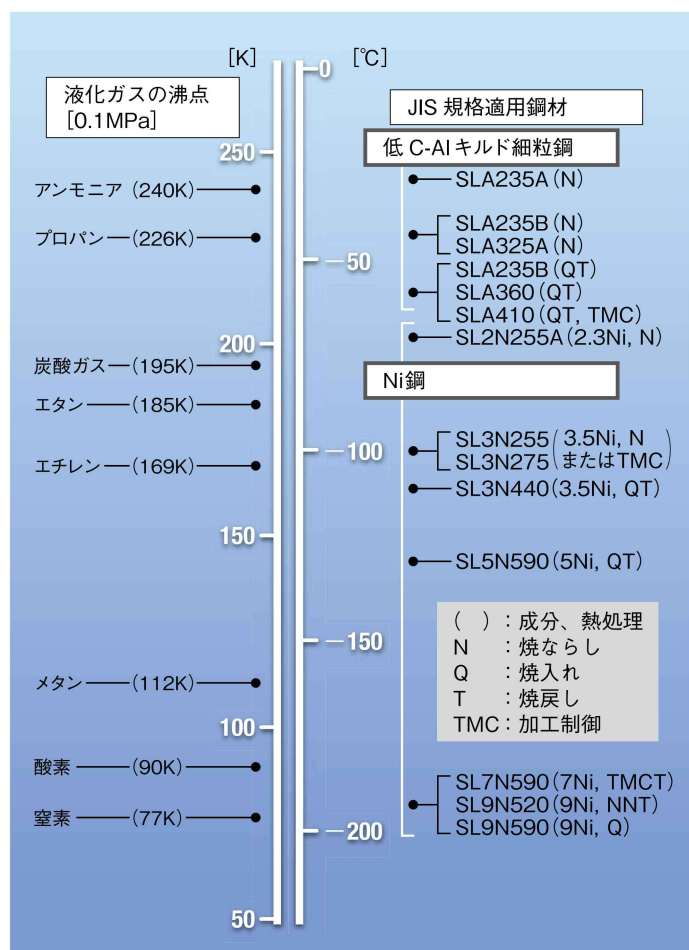 [K]
[℃]
液化ガスの沸点
[0.1MPa]
アンモニア (240K)
プロパン (226K)
炭酸ガス (195K)
エタン (185K)
エチレン (169K)
メタン (112K)
酸素 (90K)
窒素 (77K)
250
200
150
100
50
0
-50
-100
-150
-200
JIS 規格適用鋼材
低 C-Alキルド細粒鋼
SLA235A (N)
SLA235B (N)
SLA325A (N)
SLA235B (QT)
SLA360 (QT)
SLA410 (QT, TMC)
SL2N255A (2.3Ni, N)
Ni鋼
SL3N255 (3.5Ni, N
SL3N275 またはTMC)
SL3N440 (3.5Ni, QT)
SL5N590 (5Ni, QT)
( ):成分、熱処理
N :焼ならし
Q :焼入れ
T :焼戻し
TMC:加工制御
SL7N590 (7Ni, TMCT)
SL9N520 (9Ni, NNT)
SL9N590 (9Ni, Q)